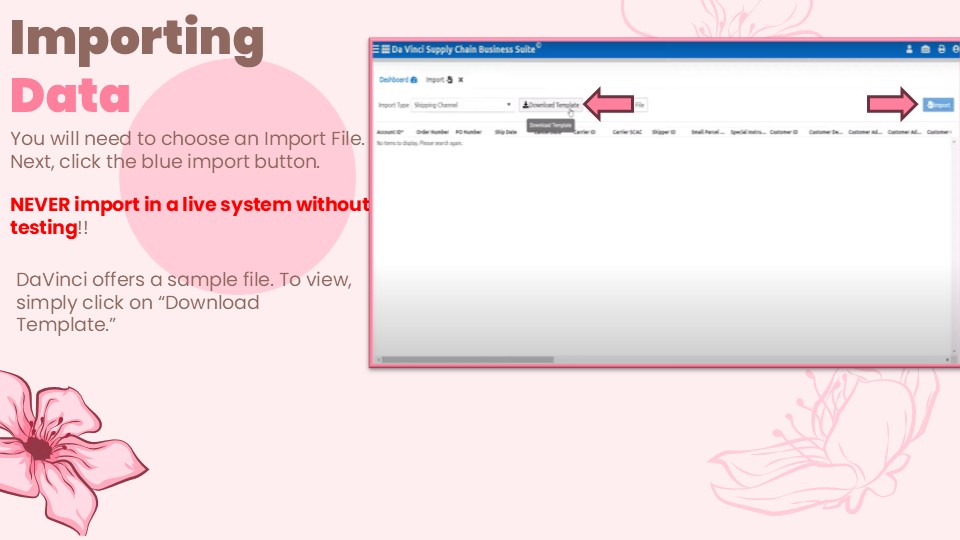 Importing
Data
You will need to choose an Import File.
Next, click the blue import button.
NEVER import in a live system without
testing!!
DaVinci offers a sample file. To view,
simply click on “Download
Template.”
Da Vinci Supply Chain Business Suite©
Dashboard Import
Import Type Shipping Channel Download Template File Import
Download Template
Account ID* Order Number PO Number Ship Date Carrier ID Carrier SCAC Shipper ID Small Parcel ... Special Instru... Customer ID Customer De... Customer Ad... Customer Ad... Customer
No items to display. Please search again.